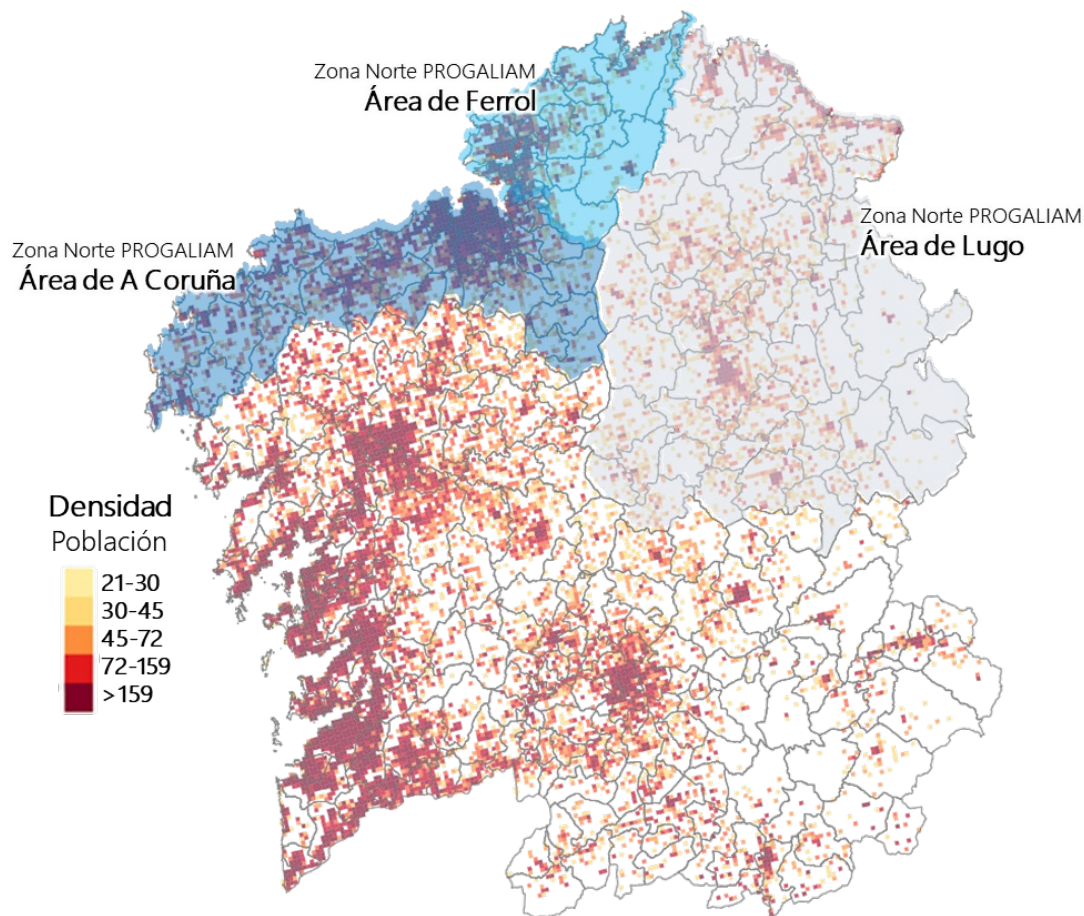 Zona Norte PROGALIAM
Área de Ferrol
Zona Norte PROGALIAM
Área de Lugo
Zona Norte PROGALIAM
Área de A Coruña
Densidad
Población
21-30
30-45
45-72
72-159
>159